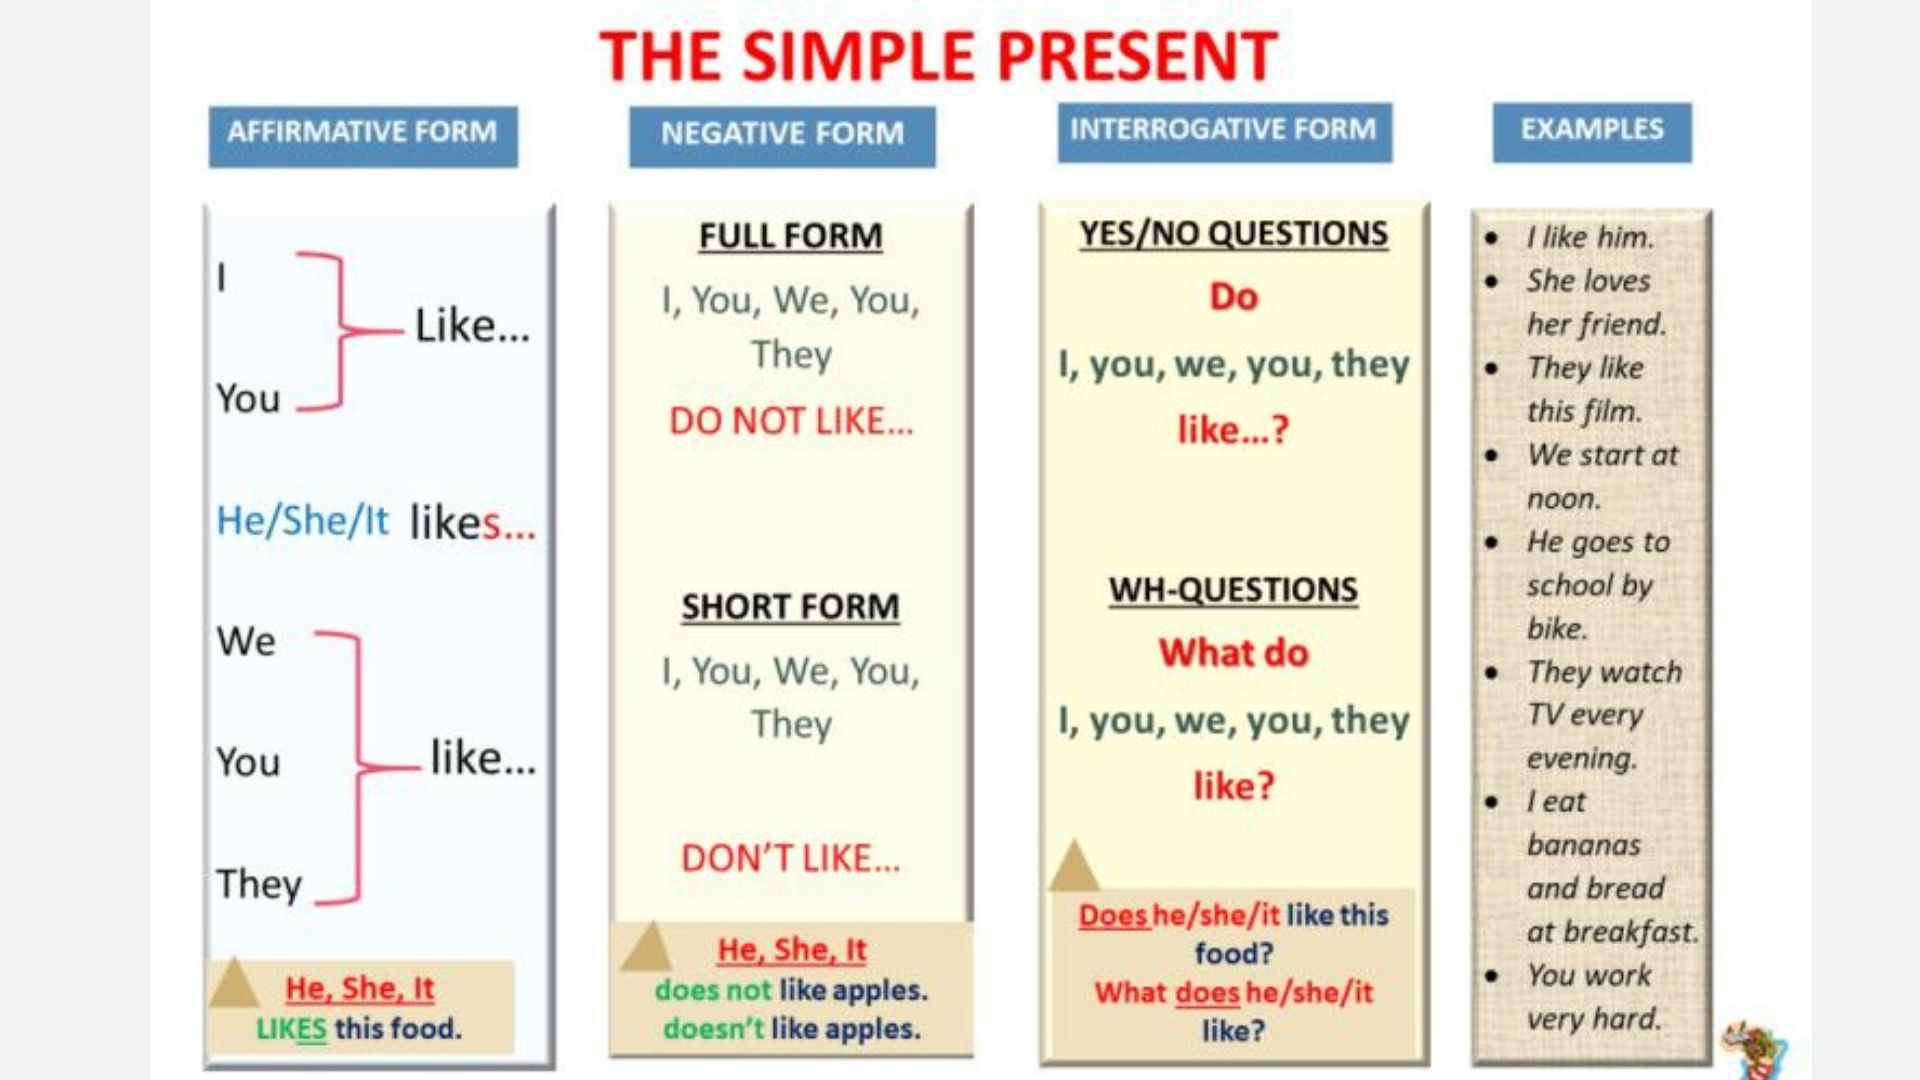 THE SIMPLE PRESENT
AFFIRMATIVE FORM
I
Like...
You
He/She/It likes...
We
You
like...
They
He, She, It
LIKES this food.
NEGATIVE FORM
FULL FORM
I, You, We, You,
They
DO NOT LIKE...
SHORT FORM
I, You, We, You,
They
DON'T LIKE...
He, She, It
does not like apples.
doesn't like apples.
INTERROGATIVE FORM
YES/NO QUESTIONS
Do
I, you, we, you, they
like...?
WH-QUESTIONS
What do
I, you, we, you, they
like?
Does he/she/it like this
food?
What does he/she/it
like?
EXAMPLES
• I like him.
• She loves
her friend.
• They like
this film.
• We start at
noon.
• He goes to
school by
bike.
• They watch
TV every
evening.
• I eat
bananas
and bread
at breakfast.
• You work
very hard.